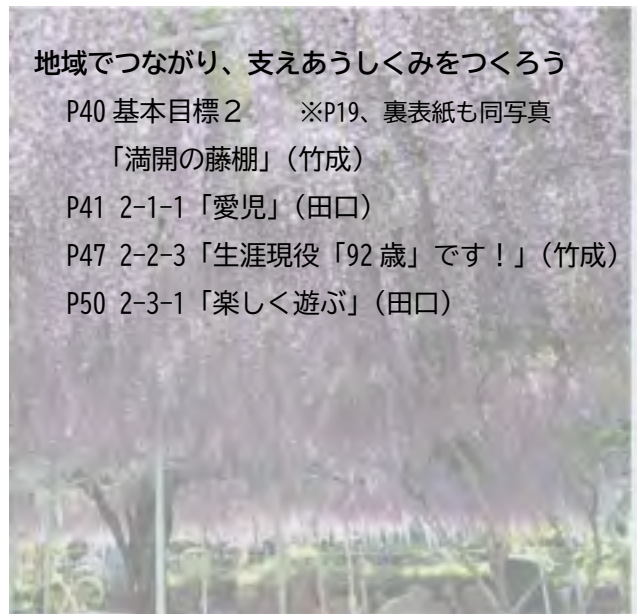 地域でつながり、支えあうしくみをつくろう
P40 基本目標２　　※P19、裏表紙も同写真
「満開の藤棚」（竹成）
P41 2-1-1「愛児」（田口）
P47 2-2-3「生涯現役「92歳」です！」（竹成）
P50 2-3-1「楽しく遊ぶ」（田口）